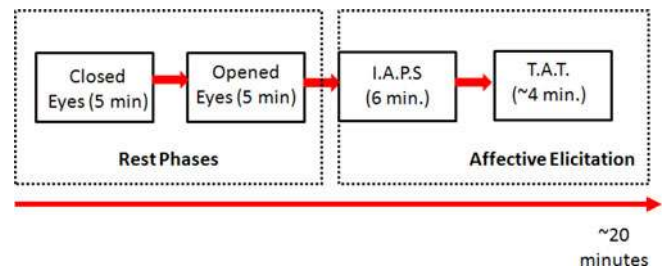 Closed
Eyes (5 min)
Opened
Eyes (5 min)
I.A.P.S
(6 min.)
T.A.T.
(~4 min.)
Rest Phases
Affective Elicitation
~20
minutes